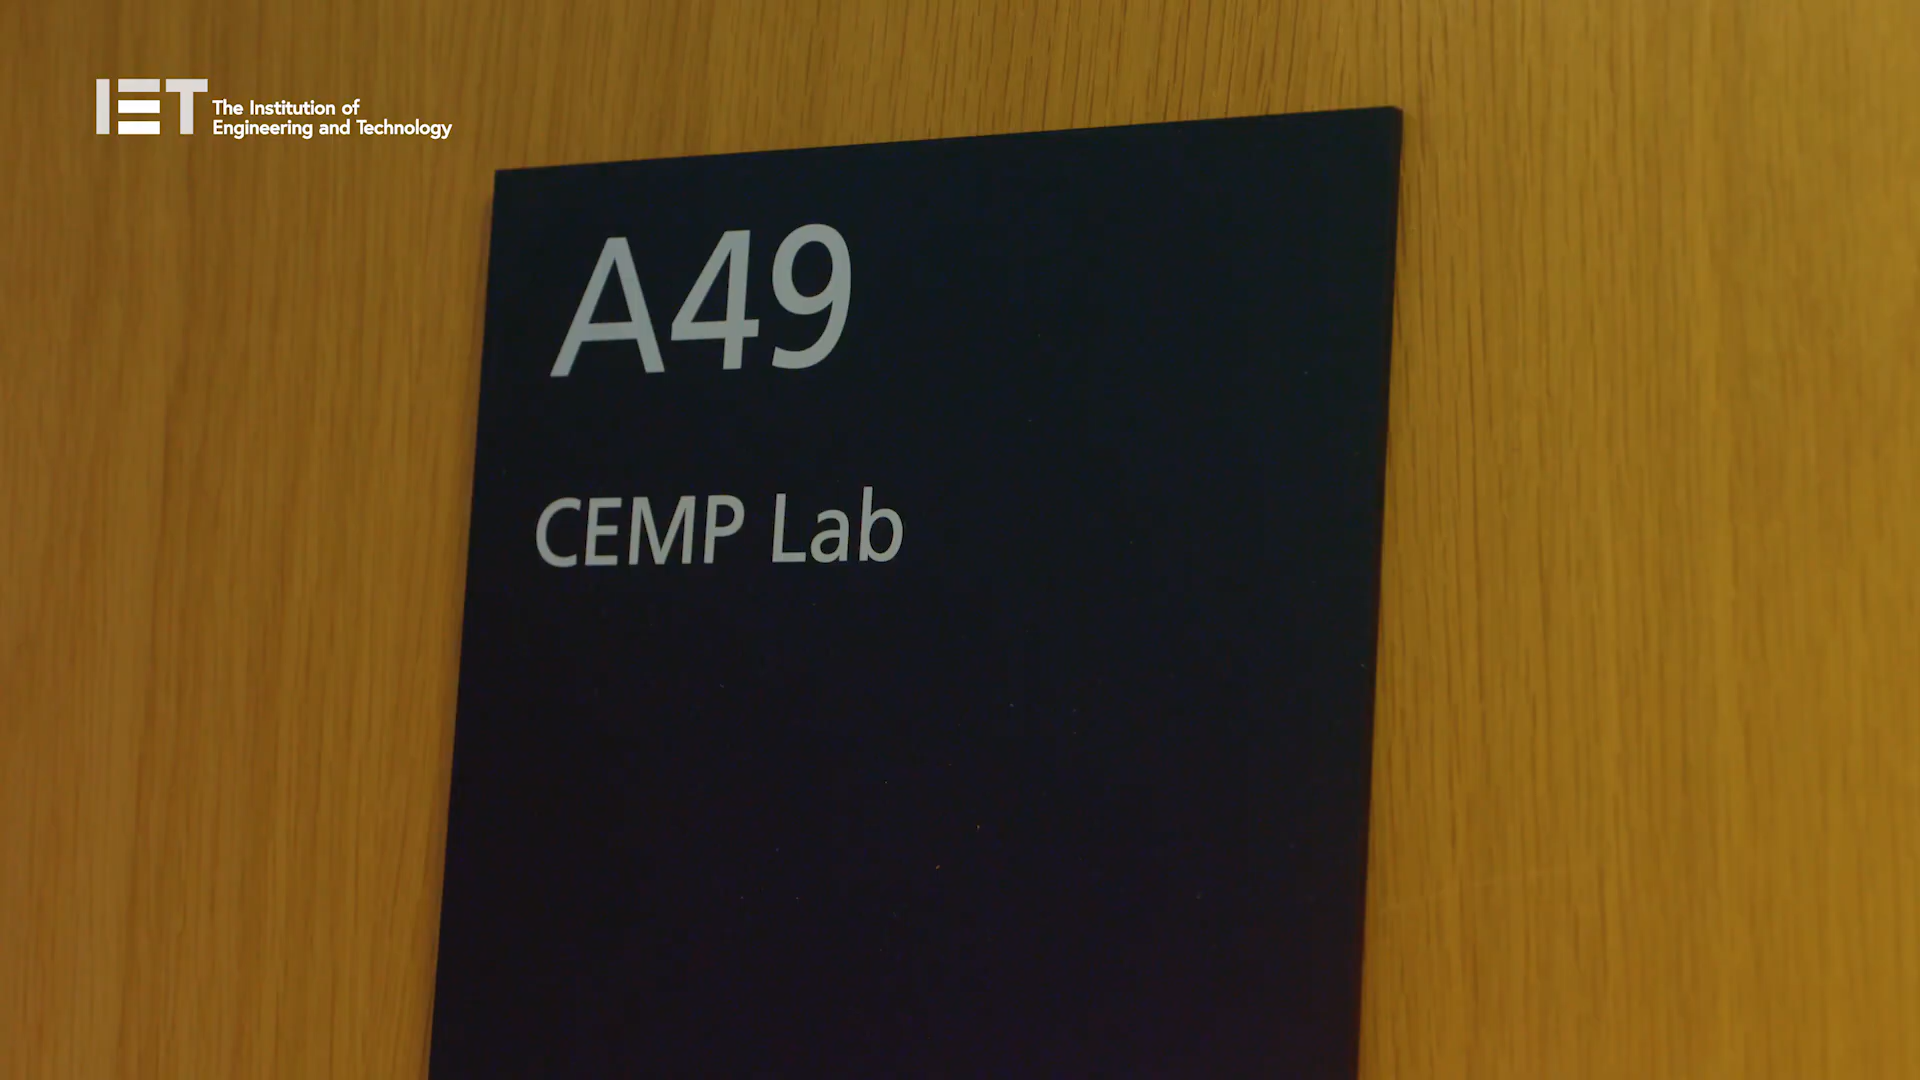 IET
The Institution of
Engineering and Technology
A49
CEMP Lab